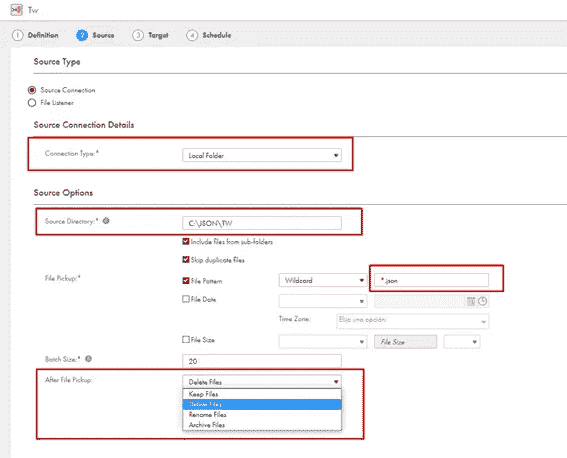 Tw
1 Definition 2 Source 3 Target 4 Schedule
Source Type
Source Connection
File Listener
Source Connection Details
Connection Type:* Local Folder
Source Options
Source Directory:* C:\JSON\TW
Include files from sub-folders
Skip duplicate files
File Pickup:* File Pattern Wildcard *.json
File Date
Time Zone: Elija una opción
File Size File Size
Batch Size:* 20
After File Pickup: Delete Files
Keep Files
Delete Files
Rename Files
Archive Files